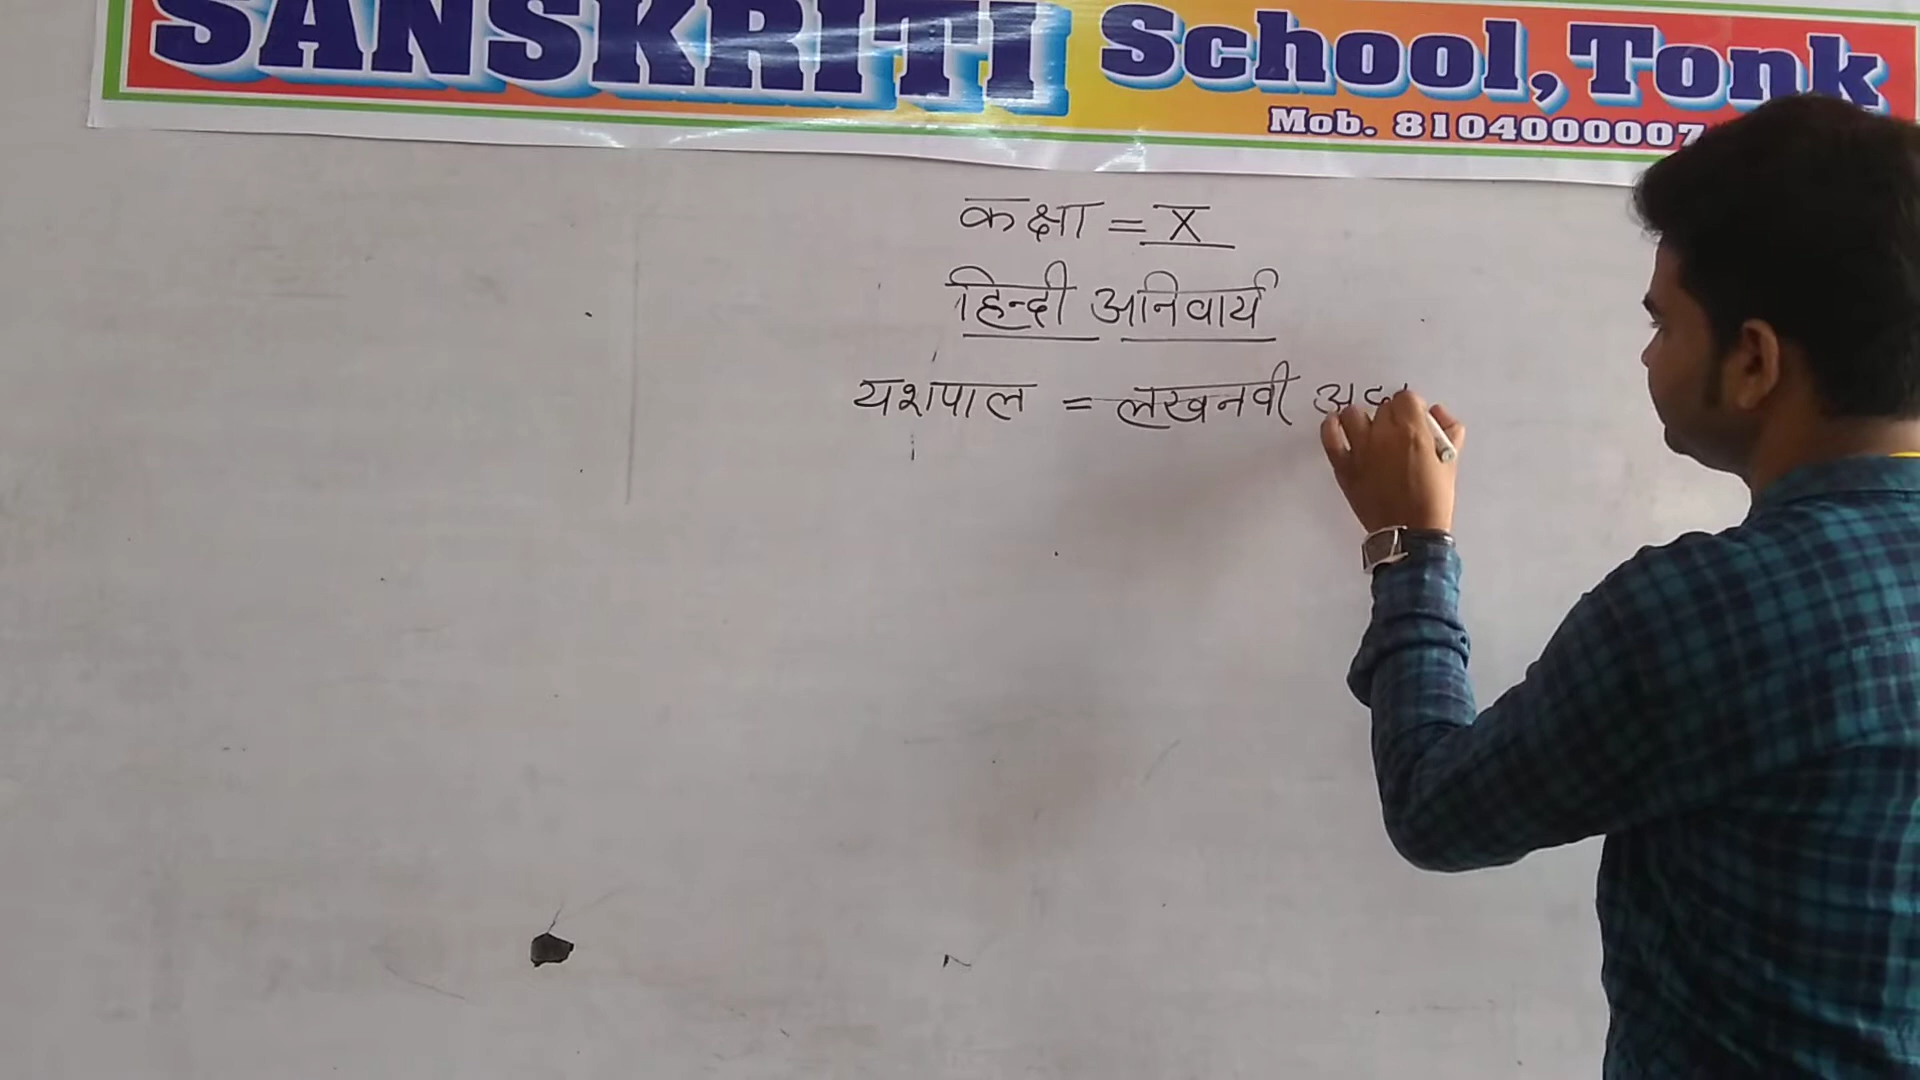 SANSKRITI School, Tonk
Mob. 8104000007
कक्षा = X
हिन्दी अनिवार्य
यशपाल = लखनवी